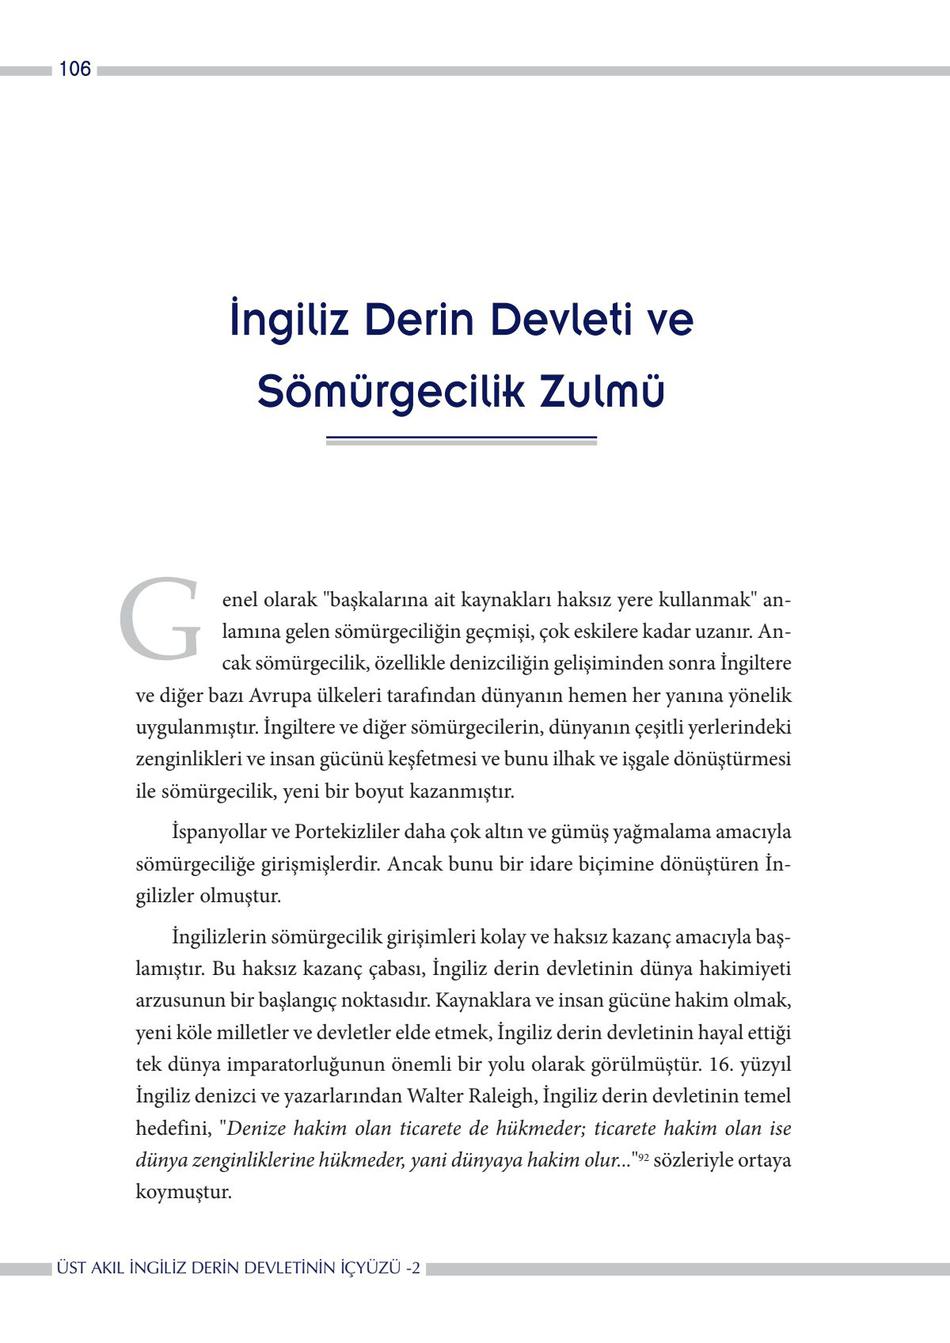 106
İngiliz Derin Devleti ve
Sömürgecilik Zulmü
Genel olarak "başkalarına ait kaynakları haksız yere kullanmak" an-
lamına gelen sömürgeciliğin geçmişi, çok eskilere kadar uzanır. An-
cak sömürgecilik, özellikle denizciliğin gelişiminden sonra İngiltere
ve diğer bazı Avrupa ülkeleri tarafından dünyanın hemen her yanına yönelik
uygulanmıştır. İngiltere ve diğer sömürgecilerin, dünyanın çeşitli yerlerindeki
zenginlikleri ve insan gücünü keşfetmesi ve bunu ilhak ve işgale dönüştürmesi
ile sömürgecilik, yeni bir boyut kazanmıştır.
İspanyollar ve Portekizliler daha çok altın ve gümüş yağmalama amacıyla
sömürgeciliğe girişmişlerdir. Ancak bunu bir idare biçimine dönüştüren İn-
gilizler olmuştur.
İngilizlerin sömürgecilik girişimleri kolay ve haksız kazanç amacıyla baş-
lamıştır. Bu haksız kazanç çabası, İngiliz derin devletinin dünya hakimiyeti
arzusunun bir başlangıç noktasıdır. Kaynaklara ve insan gücüne hakim olmak,
yeni köle milletler ve devletler elde etmek, İngiliz derin devletinin hayal ettiği
tek dünya imparatorluğunun önemli bir yolu olarak görülmüştür. 16. yüzyıl
İngiliz denizci ve yazarlarından Walter Raleigh, İngiliz derin devletinin temel
hedefini, "Denize hakim olan ticarete de hükmeder; ticarete hakim olan ise
dünya zenginliklerine hükmeder, yani dünyaya hakim olur..."92 sözleriyle ortaya
koymuştur.
ÜST AKIL İNGİLİZ DERİN DEVLETİNİN İÇYÜZÜ -2